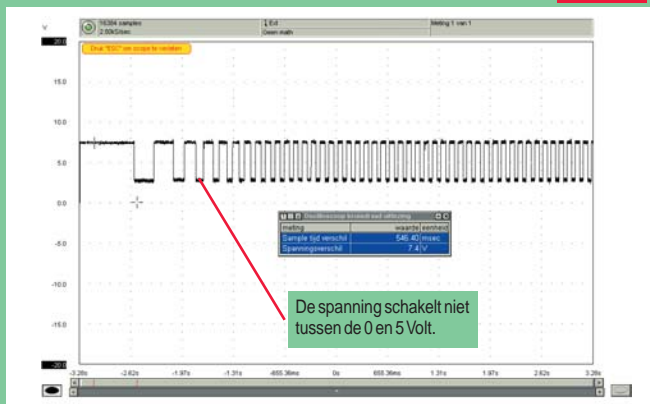 V
16384 samples
2.50kS/sec
Ext
Geen math
Meting 1 van 1
20.0
Druk "ESC" om scope te verlaten
15.0
10.0
5.0
0.0
-5.0
-10.0
-15.0
-20.0
meting waarde eenheid
Sample tijd verschil 546.40 msec
Spanningsverschil 7.4 V
De spanning schakelt niet
tussen de 0 en 5 Volt.
-3.28s -2.62s -1.97s -1.31s -655.36ms 0s 655.36ms 1.31s 1.97s 2.62s 3.28s